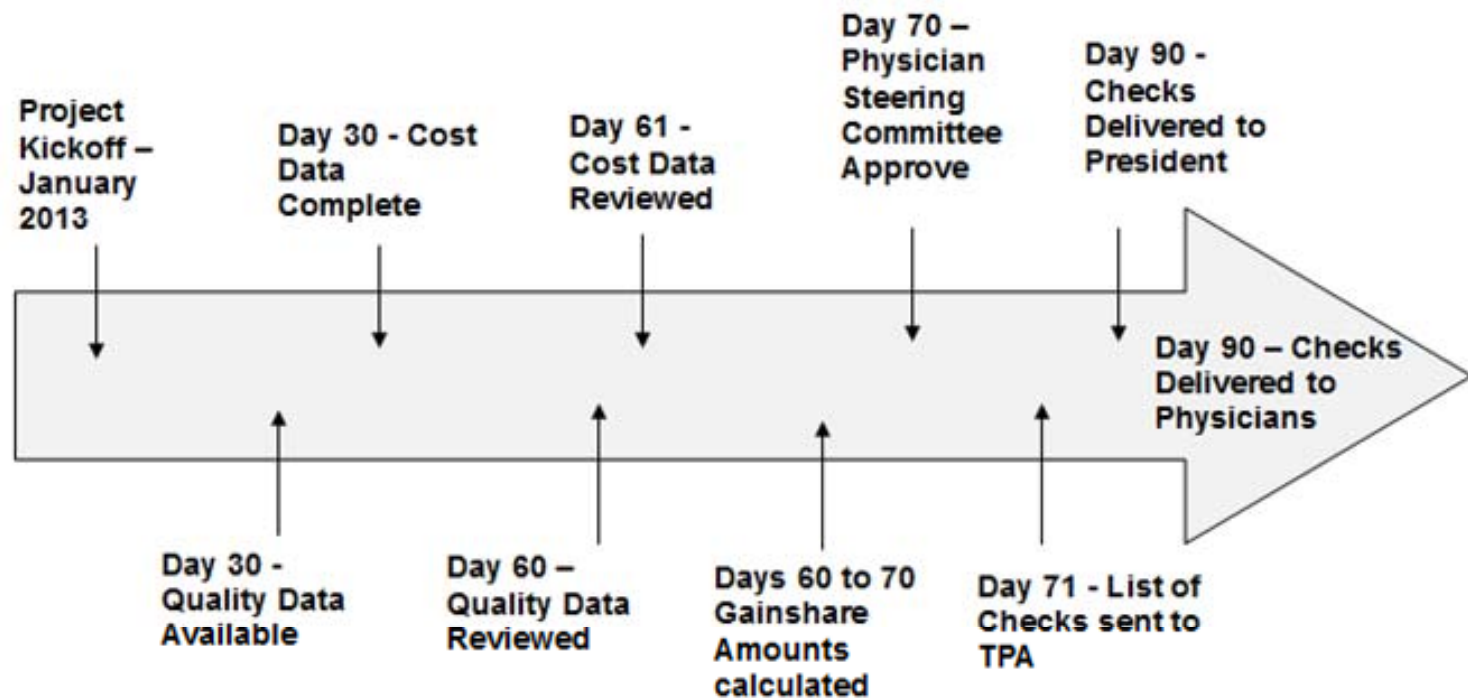 Project
Kickoff –
January
2013
Day 30 - Cost
Data
Complete
Day 61 -
Cost Data
Reviewed
Day 70 –
Physician
Steering
Committee
Approve
Day 90 -
Checks
Delivered to
President
Day 90 – Checks
Delivered to
Physicians
Day 30 -
Quality Data
Available
Day 60 –
Quality Data
Reviewed
Days 60 to 70
Gainshare
Amounts
calculated
Day 71 - List of
Checks sent to
TPA